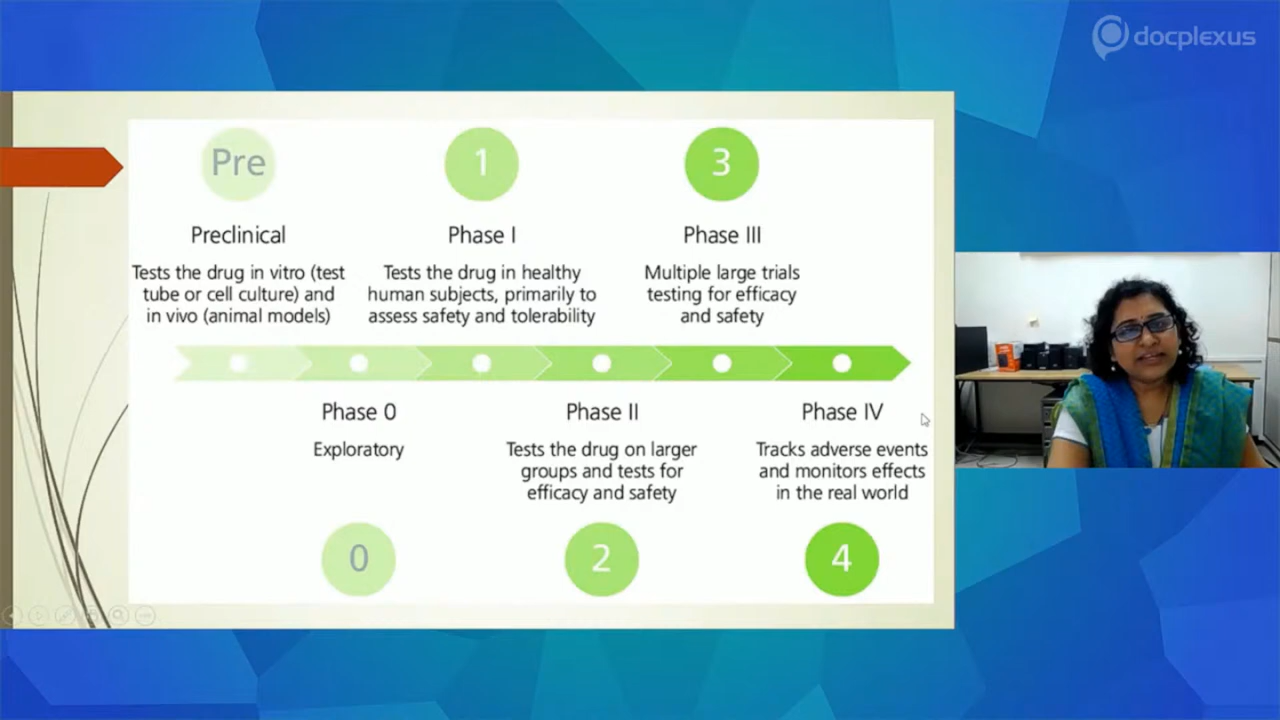 docplexus
Pre
Preclinical
Tests the drug in vitro (test
tube or cell culture) and
in vivo (animal models)
1
Phase I
Tests the drug in healthy
human subjects, primarily to
assess safety and tolerability
3
Phase III
Multiple large trials
testing for efficacy
and safety
Phase 0
Exploratory
0
Phase II
Tests the drug on larger
groups and tests for
efficacy and safety
2
Phase IV
Tracks adverse events
and monitors effects
in the real world
4